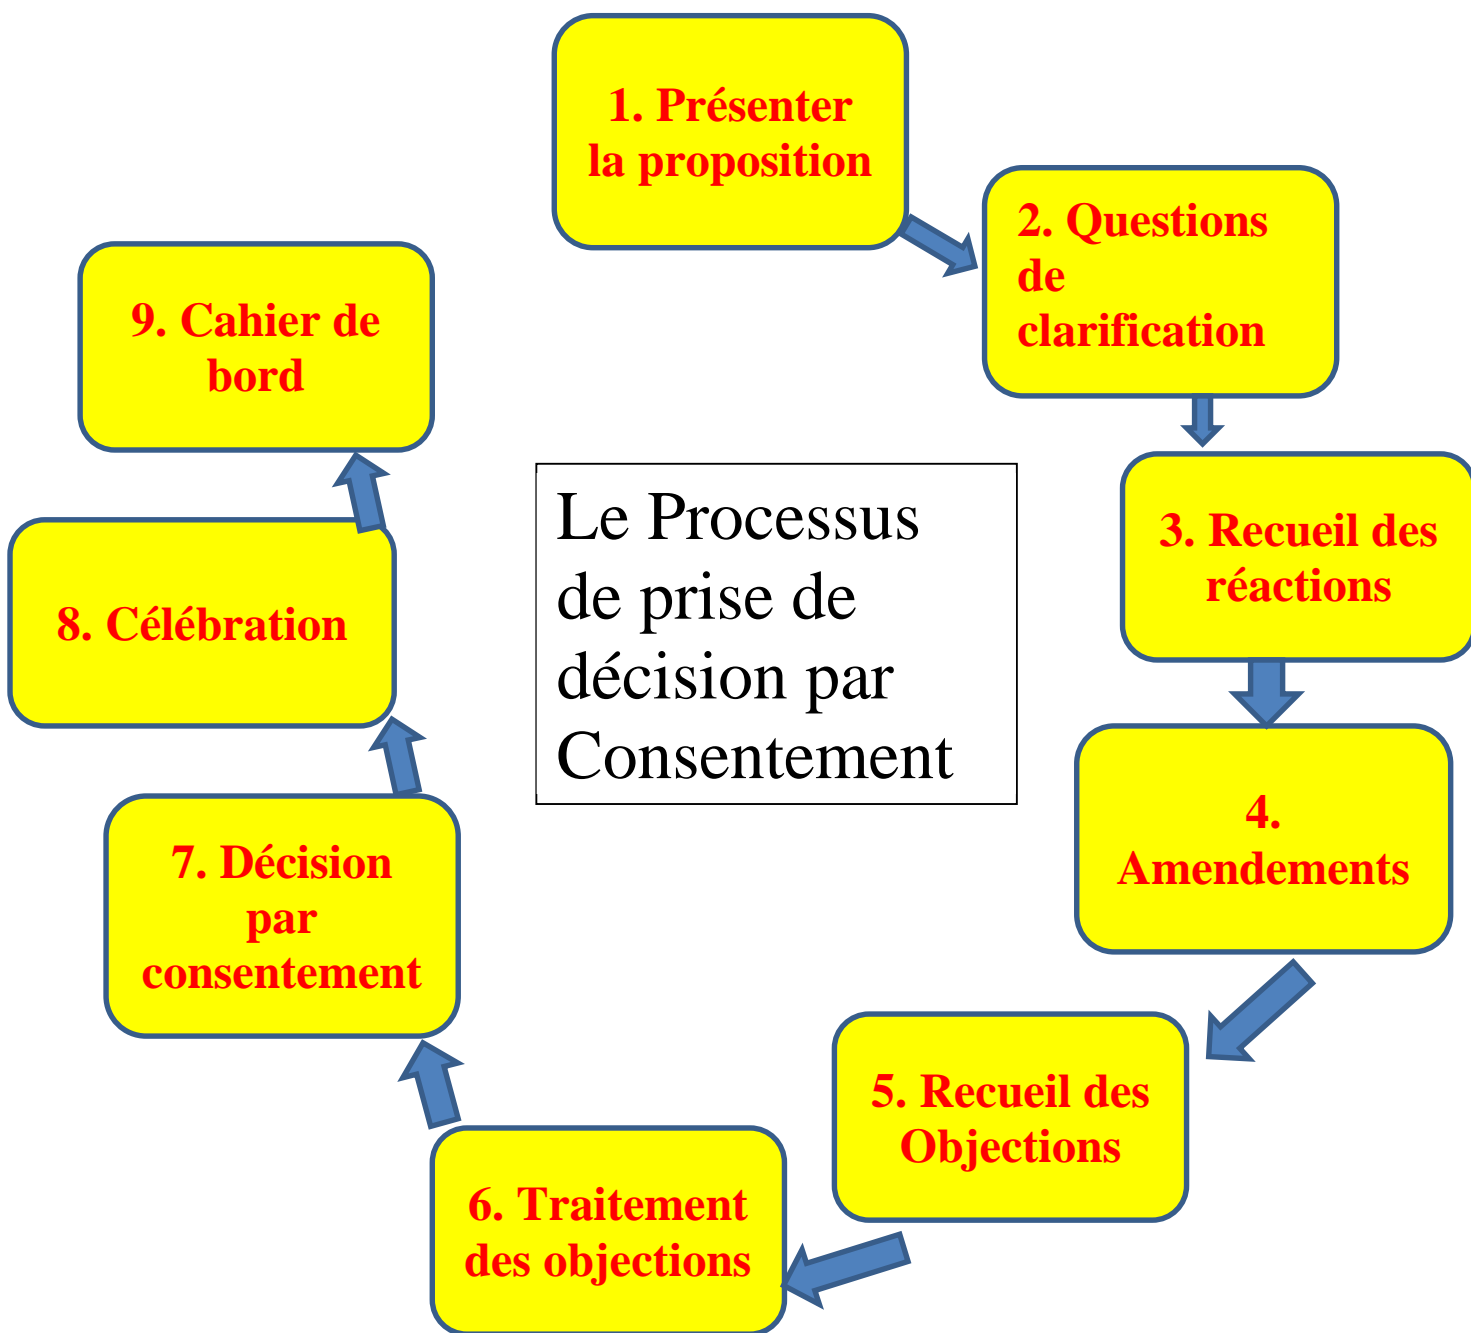 1. Présenter
la proposition
2. Questions
de
clarification
3. Recueil des
réactions
4.
Amendements
5. Recueil des
Objections
6. Traitement
des objections
7. Décision
par
consentement
8. Célébration
9. Cahier de
bord
Le Processus
de prise de
décision par
Consentement